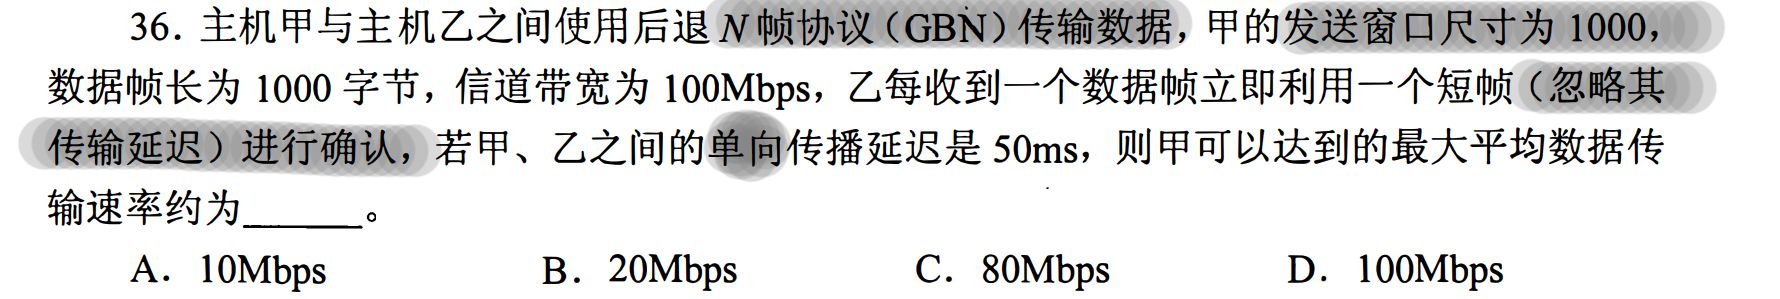 36. 主机甲与主机乙之间使用后退 N 帧协议（GBN）传输数据，甲的发送窗口尺寸为 1000，
数据帧长为 1000 字节，信道带宽为 100Mbps，乙每收到一个数据帧立即利用一个短帧（忽略其
传输延迟）进行确认，若甲、乙之间的单向传播延迟是 50ms，则甲可以达到的最大平均数据传
输速率约为______。
A. 10Mbps B. 20Mbps C. 80Mbps D. 100Mbps